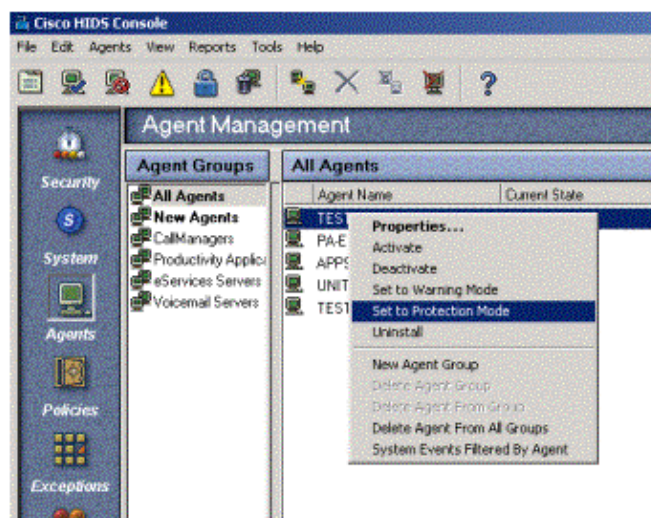 Cisco HIDS Console
File Edit Agents View Reports Tools Help
Agent Management
Security
System
Agents
Policies
Exceptions
Agent Groups
All Agents
New Agents
CallManagers
Productivity Applic
eServices Servers
Voicemail Servers
All Agents
Agent Name Current State
TEST
PA-E
APPS
UNIT
TEST
Properties...
Activate
Deactivate
Set to Warning Mode
Set to Protection Mode
Uninstall
New Agent Group
Delete Agent Group
Delete Agent From Group
Delete Agent From All Groups
System Events Filtered By Agent